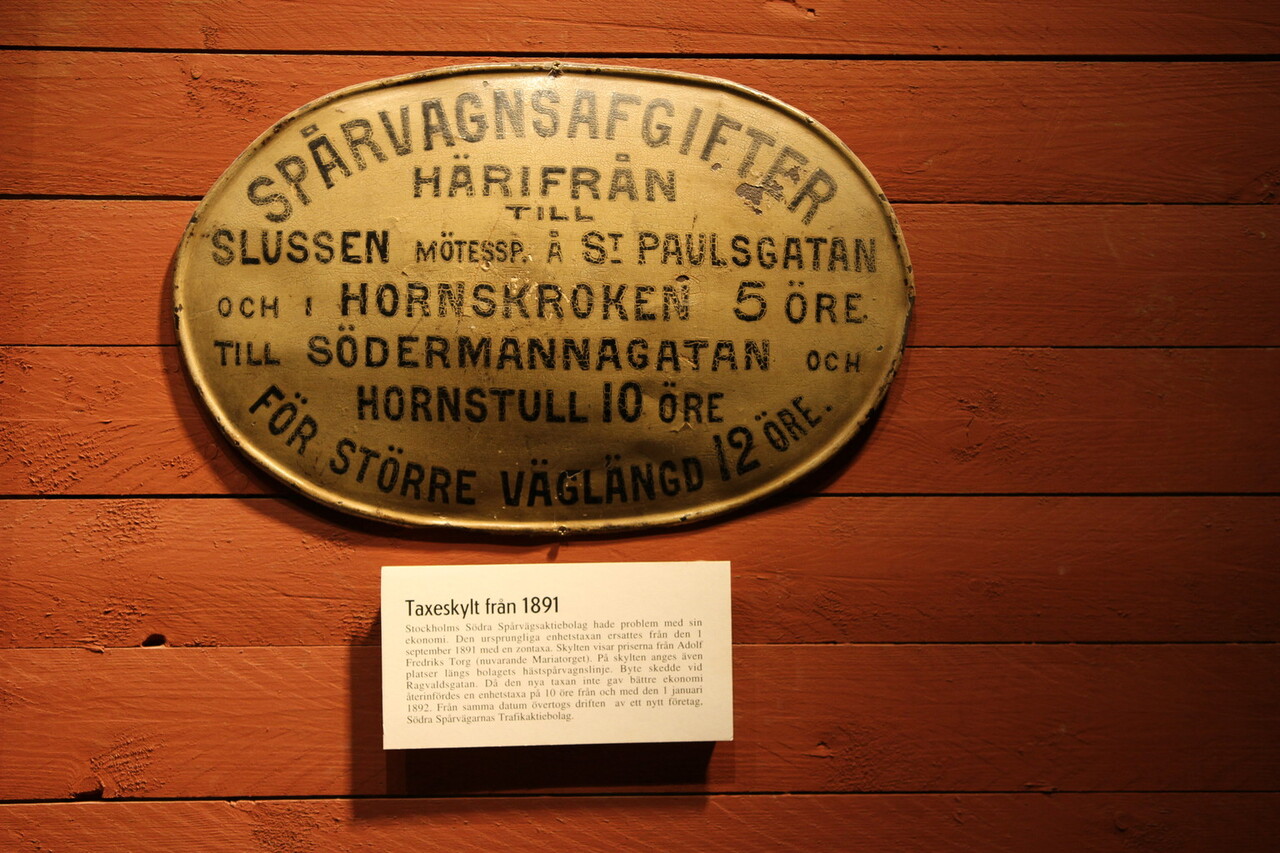 SPÅRVAGNSAFGIFTER
HÄRIFRÅN
TILL
SLUSSEN MÖTESSP. Å ST PAULSGATAN
OCH I HORNSKROKEN 5 ÖRE.
TILL SÖDERMANNAGATAN OCH
HORNSTULL 10 ÖRE
FÖR STÖRRE VÄGLÄNGD 12 ÖRE.
Taxeskylt från 1891
Stockholms Södra Spårvägsaktiebolag hade problem med sin
ekonomi. Den ursprungliga enhetstaxan ersattes från den 1
september 1891 med en zontaxa. Skylten visar priserna från Adolf
Fredriks Torg (nuvarande Mariatorget). På skylten anges även
platser längs bolagets hästspårvagnslinje. Byte skedde vid
Ragvaldsgatan. Då den nya taxan inte gav bättre ekonomi
återinfördes en enhetstaxa på 10 öre från och med den 1 januari
1892. Från samma datum övertogs driften av ett nytt företag,
Södra Spårvägarnas Trafikaktiebolag.